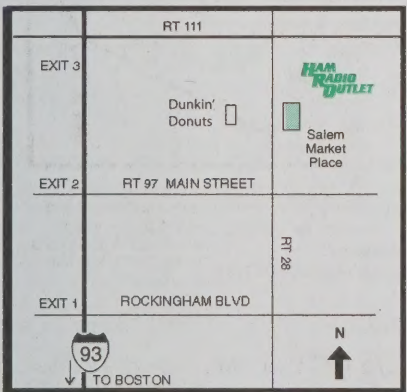 RT 111
EXIT 3
HAM
RADIO
OUTLET
Dunkin'
Donuts
Salem
Market
Place
EXIT 2
RT 97 MAIN STREET
RT 28
EXIT 1
ROCKINGHAM BLVD
N
93
TO BOSTON